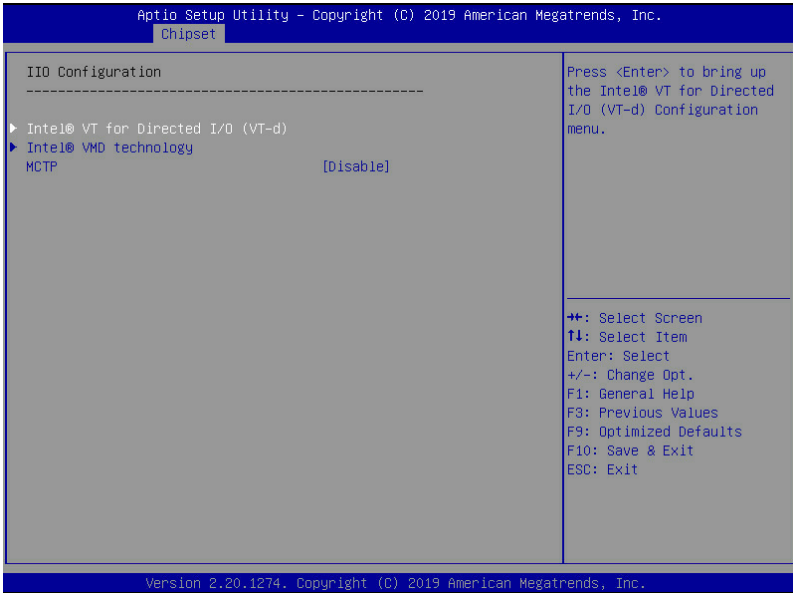 Aptio Setup Utility – Copyright (C) 2019 American Megatrends, Inc.
Chipset
IIO Configuration
--------------------------------------------------
Intel® VT for Directed I/O (VT-d)
Intel® VMD technology
MCTP [Disable]
Press <Enter> to bring up
the Intel® VT for Directed
I/O (VT-d) Configuration
menu.
→←: Select Screen
↑↓: Select Item
Enter: Select
+/-: Change Opt.
F1: General Help
F3: Previous Values
F9: Optimized Defaults
F10: Save & Exit
ESC: Exit
Version 2.20.1274. Copyright (C) 2019 American Megatrends, Inc.